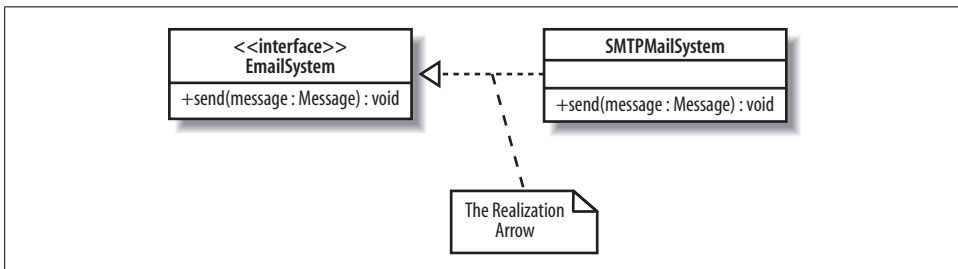 <<interface>>
EmailSystem
+send(message : Message) : void
SMTPMailSystem
+send(message : Message) : void
The Realization
Arrow